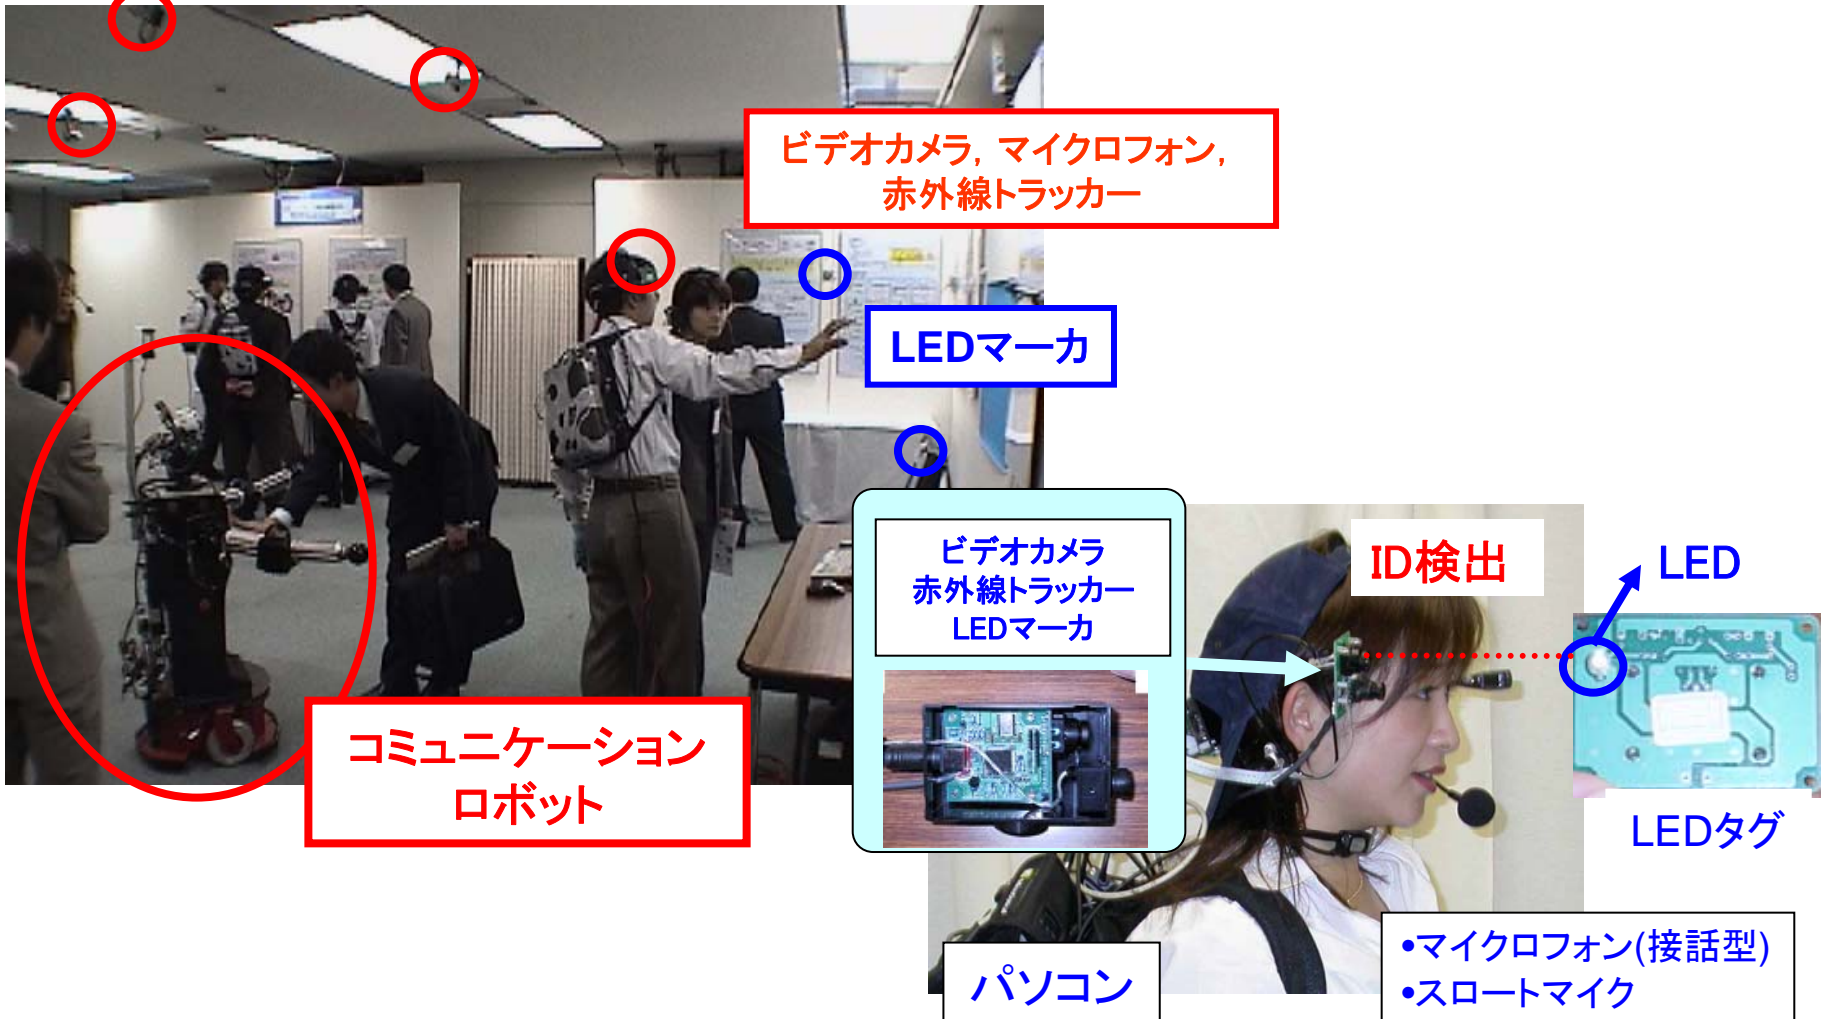 ビデオカメラ，マイクロフォン，
赤外線トラッカー
LEDマーカ
コミュニケーション
ロボット
ビデオカメラ
赤外線トラッカー
LEDマーカ
ID検出
LED
LEDタグ
パソコン
•マイクロフォン(接話型)
•スロートマイク